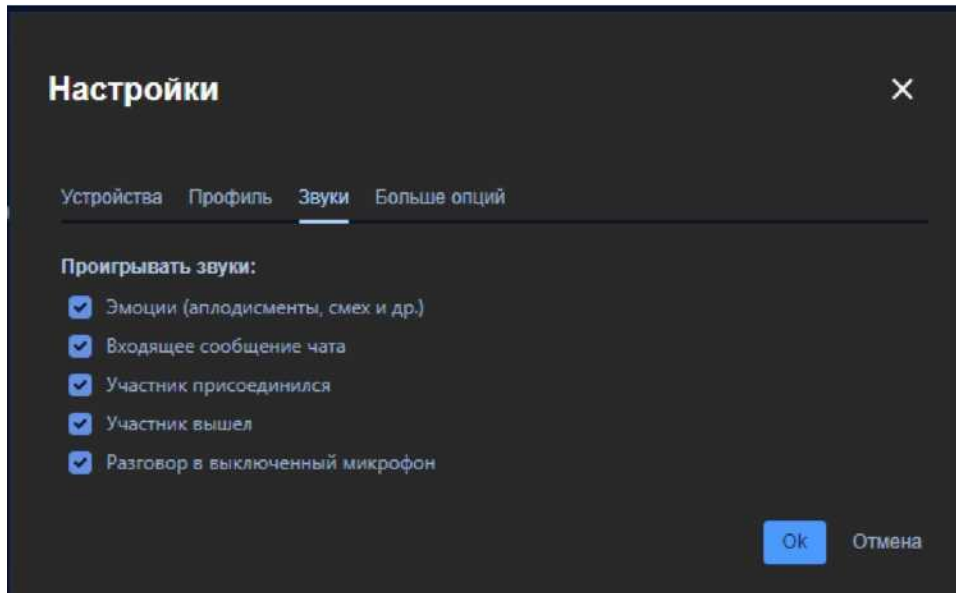 Настройки
Устройства Профиль Звуки Больше опций
Проигрывать звуки:
Эмоции (аплодисменты, смех и др.)
Входящее сообщение чата
Участник присоединился
Участник вышел
Разговор в выключенный микрофон
Ok Отмена